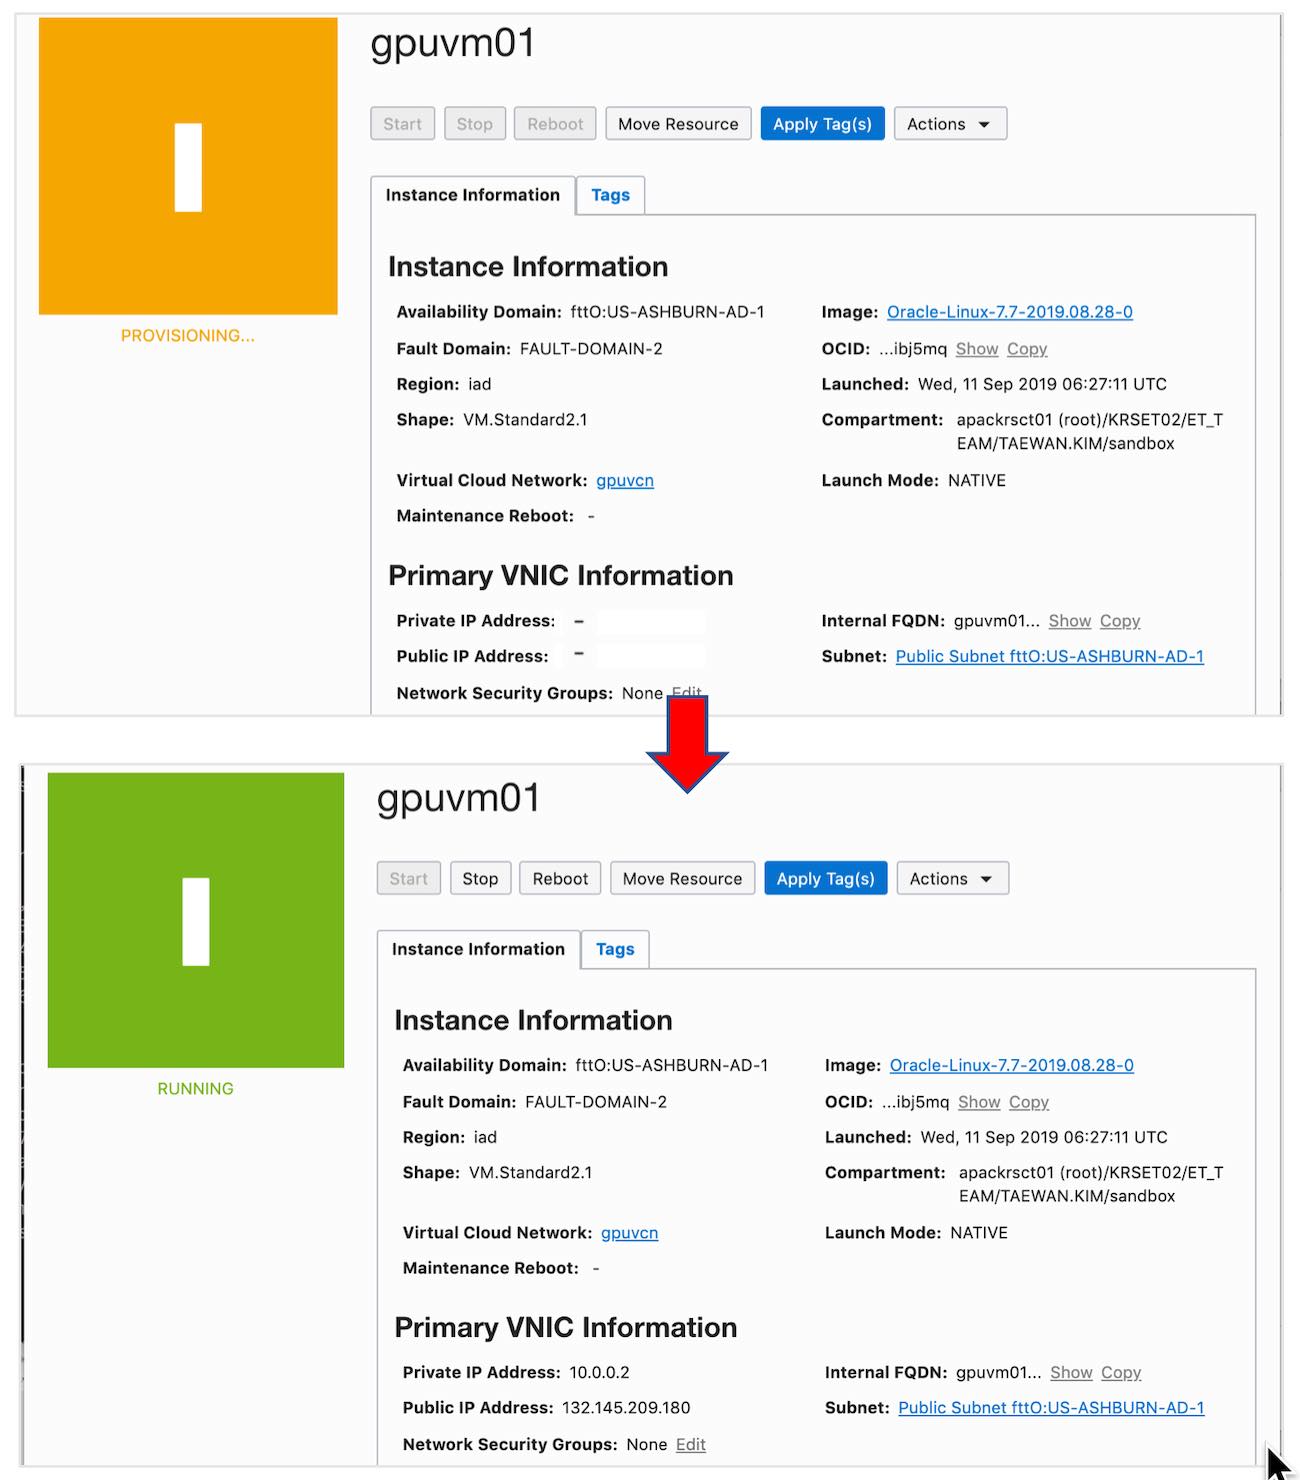 gpuvm01
Start Stop Reboot Move Resource Apply Tag(s) Actions
Instance Information Tags
PROVISIONING...
Instance Information
Availability Domain: fttO:US-ASHBURN-AD-1 Image: Oracle-Linux-7.7-2019.08.28-0
Fault Domain: FAULT-DOMAIN-2 OCID: ...ibj5mq Show Copy
Region: iad Launched: Wed, 11 Sep 2019 06:27:11 UTC
Shape: VM.Standard2.1 Compartment: apackrsct01 (root)/KRSET02/ET_T
EAM/TAEWAN.KIM/sandbox
Virtual Cloud Network: gpuvcn Launch Mode: NATIVE
Maintenance Reboot: -
Primary VNIC Information
Private IP Address: - Internal FQDN: gpuvm01... Show Copy
Public IP Address: - Subnet: Public Subnet fttO:US-ASHBURN-AD-1
Network Security Groups: None Edit
gpuvm01
Start Stop Reboot Move Resource Apply Tag(s) Actions
Instance Information Tags
RUNNING
Instance Information
Availability Domain: fttO:US-ASHBURN-AD-1 Image: Oracle-Linux-7.7-2019.08.28-0
Fault Domain: FAULT-DOMAIN-2 OCID: ...ibj5mq Show Copy
Region: iad Launched: Wed, 11 Sep 2019 06:27:11 UTC
Shape: VM.Standard2.1 Compartment: apackrsct01 (root)/KRSET02/ET_T
EAM/TAEWAN.KIM/sandbox
Virtual Cloud Network: gpuvcn Launch Mode: NATIVE
Maintenance Reboot: -
Primary VNIC Information
Private IP Address: 10.0.0.2 Internal FQDN: gpuvm01... Show Copy
Public IP Address: 132.145.209.180 Subnet: Public Subnet fttO:US-ASHBURN-AD-1
Network Security Groups: None Edit